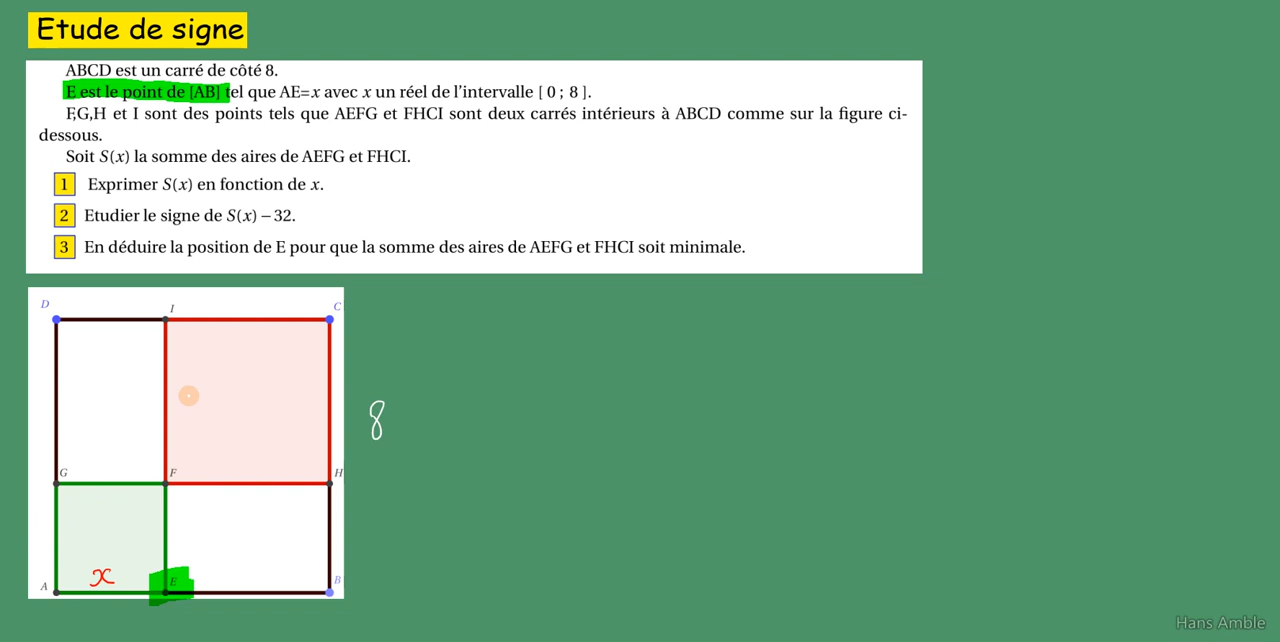 Etude de signe
ABCD est un carré de côté 8.
E est le point de [AB] tel que AE=x avec x un réel de l'intervalle [ 0 ; 8 ].
F,G,H et I sont des points tels que AEFG et FHCI sont deux carrés intérieurs à ABCD comme sur la figure ci-
dessous.
Soit S(x) la somme des aires de AEFG et FHCI.
1 Exprimer S(x) en fonction de x.
2 Etudier le signe de S(x) – 32.
3 En déduire la position de E pour que la somme des aires de AEFG et FHCI soit minimale.
D I C
8
G F H
A x E B
Hans Amble